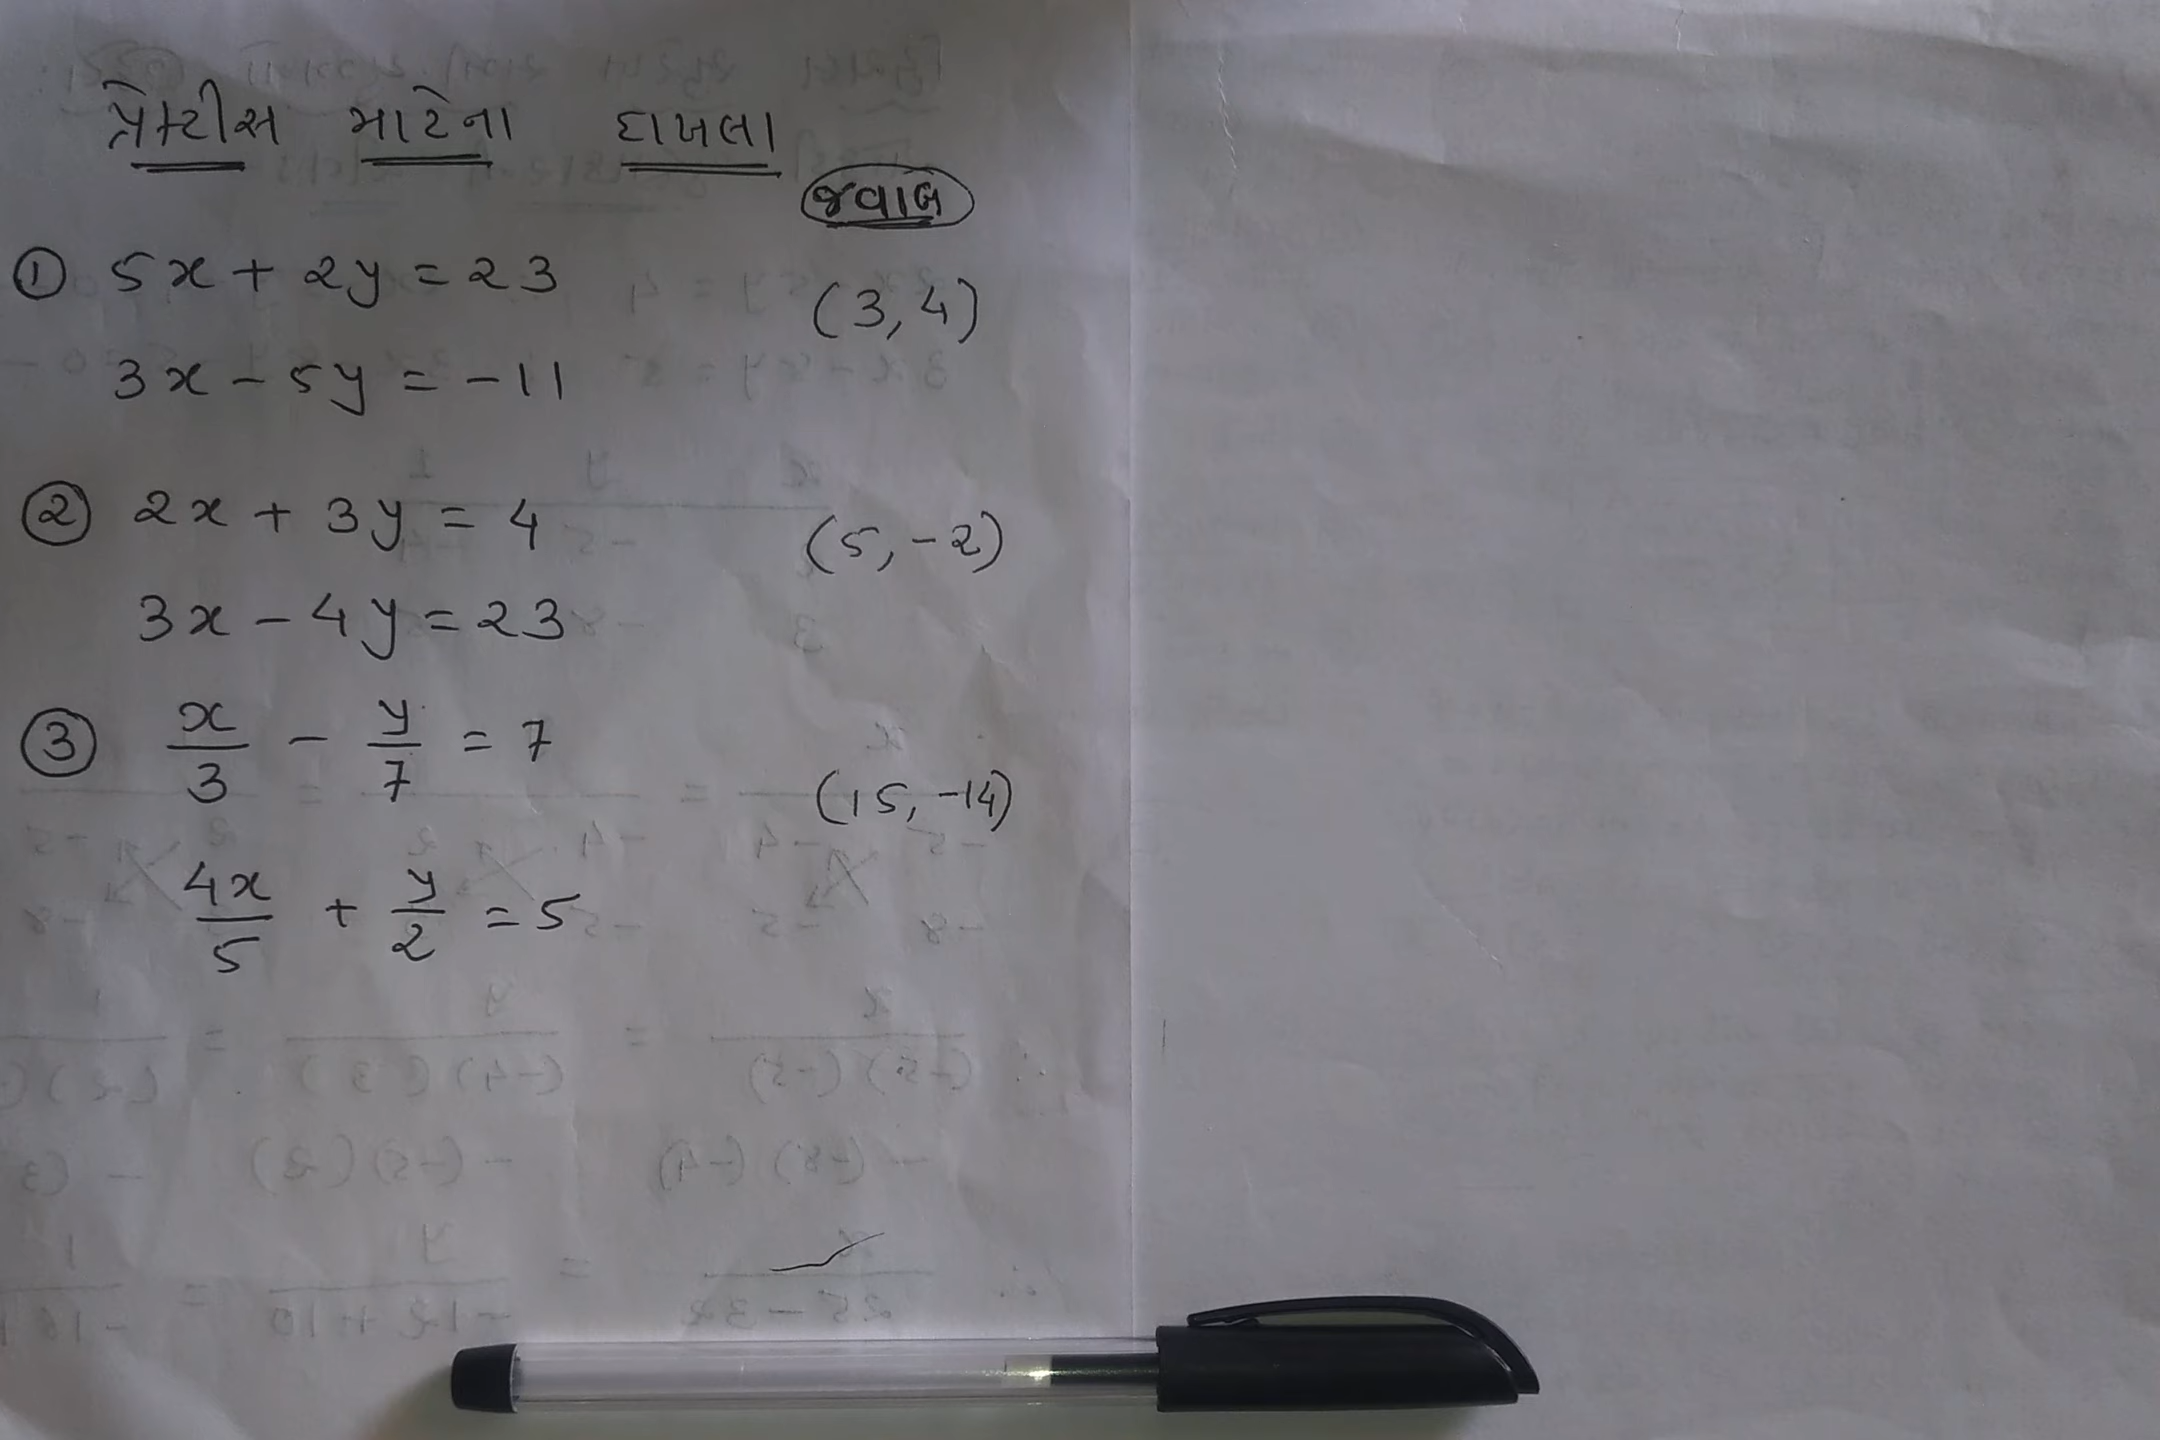 પ્રેક્ટીસ માટેના દાખલા
જવાબ
① 5x + 2y = 23 (3, 4)
3x - 5y = -11
② 2x + 3y = 4 (5, -2)
3x - 4y = 23
③ x/3 - y/7 = 7 (15, -14)
4x/5 + y/2 = 5